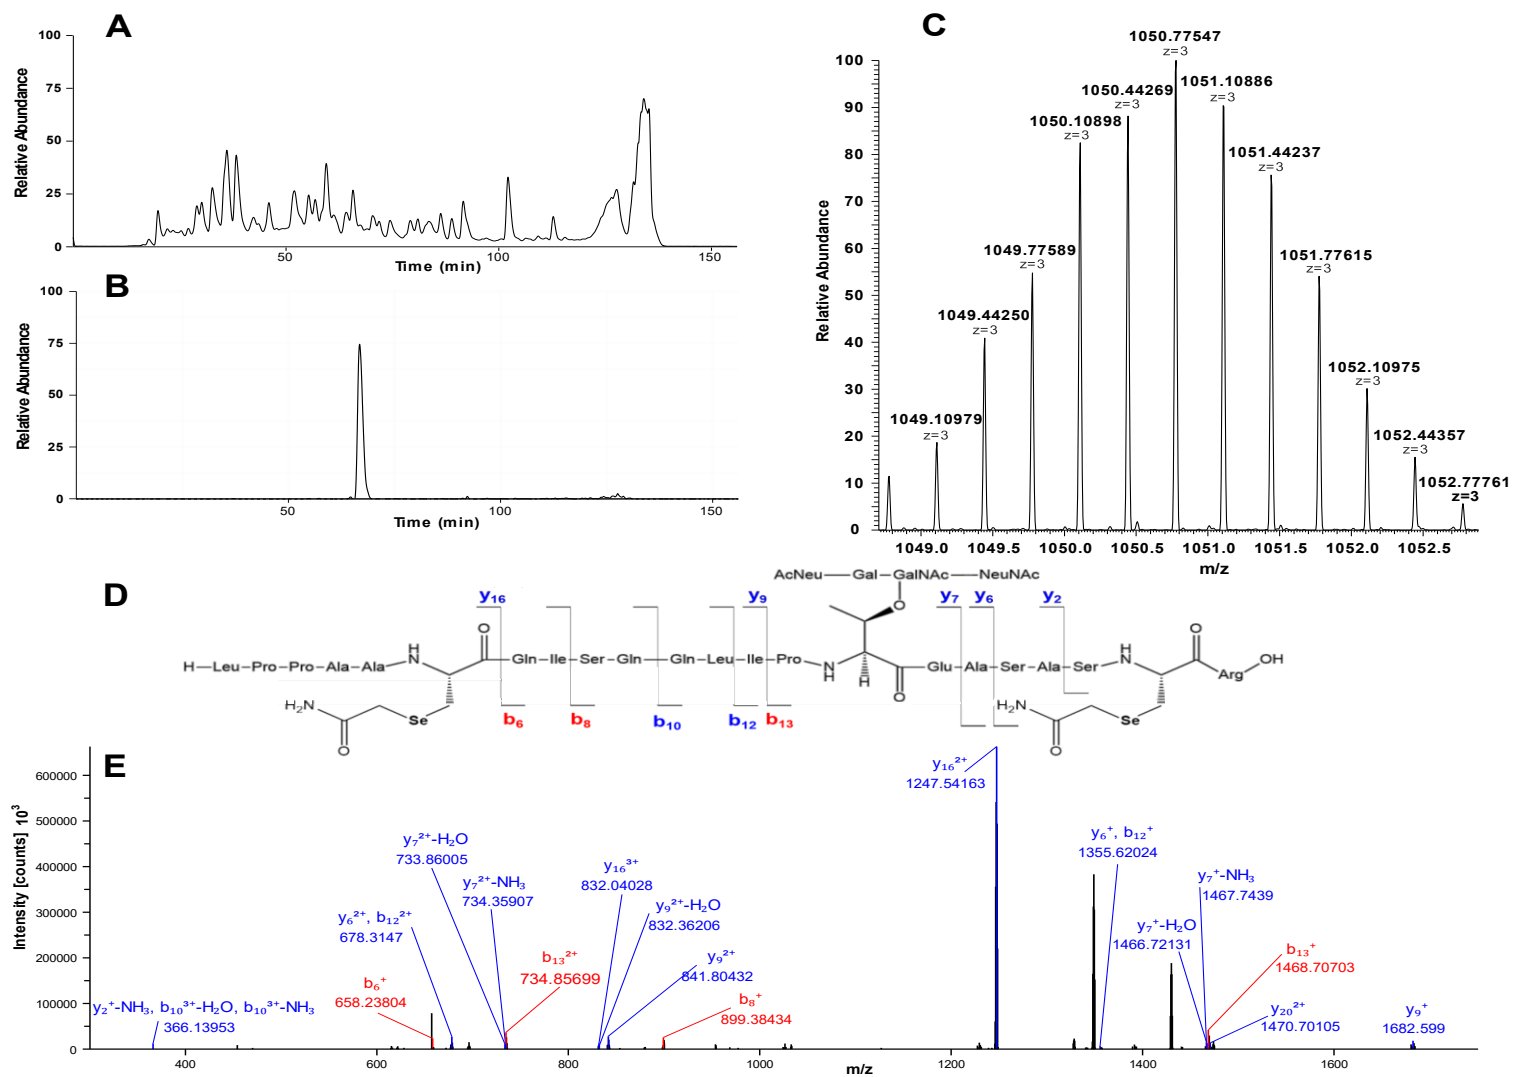 A
100
75
50
25
0
Relative Abundance
50
100
150
Time (min)
B
100
75
50
25
0
Relative Abundance
50
100
150
Time (min)
C
100
90
80
70
60
50
40
30
20
10
0
Relative Abundance
1049.10979
z=3
1049.44250
z=3
1049.77589
z=3
1050.10898
z=3
1050.44269
z=3
1050.77547
z=3
1051.10886
z=3
1051.44237
z=3
1051.77615
z=3
1052.10975
z=3
1052.44357
z=3
1052.77761
z=3
1049.0
1049.5
1050.0
1050.5
1051.0
1051.5
1052.0
1052.5
m/z
D
AcNeu Gal GalNAc NeuNAc
y₁₆
y₉
y₇
y₆
y₂
O
O
O
H
N
H
N
H–Leu–Pro–Pro–Ala–Ala
Gln–Ile–Ser–Gln–Gln–Leu–Ile–Pro
N
H
H
O
Glu–Ala–Ser–Ala–Ser
Arg
OH
H₂N
O
Se
H₂N
O
Se
b₆
b₈
b₁₀
b₁₂
b₁₃
E
600000
500000
400000
300000
200000
100000
0
Intensity [counts] 10³
y₂⁺-NH₃, b₁₀³⁺-H₂O, b₁₀³⁺-NH₃
366.13953
b₆⁺
658.23804
y₆²⁺, b₁₂²⁺
678.3147
y₇²⁺-H₂O
733.86005
y₇²⁺-NH₃
734.35907
b₁₃²⁺
734.85699
y₁₆³⁺
832.04028
y₉²⁺-H₂O
832.36206
y₉²⁺
841.80432
b₈⁺
899.38434
y₁₆²⁺
1247.54163
y₆⁺, b₁₂⁺
1355.62024
y₇⁺-H₂O
1466.72131
y₇⁺-NH₃
1467.7439
b₁₃⁺
1468.70703
y₂₀²⁺
1470.70105
y₉⁺
1682.599
400
600
800
1000
1200
1400
1600
m/z